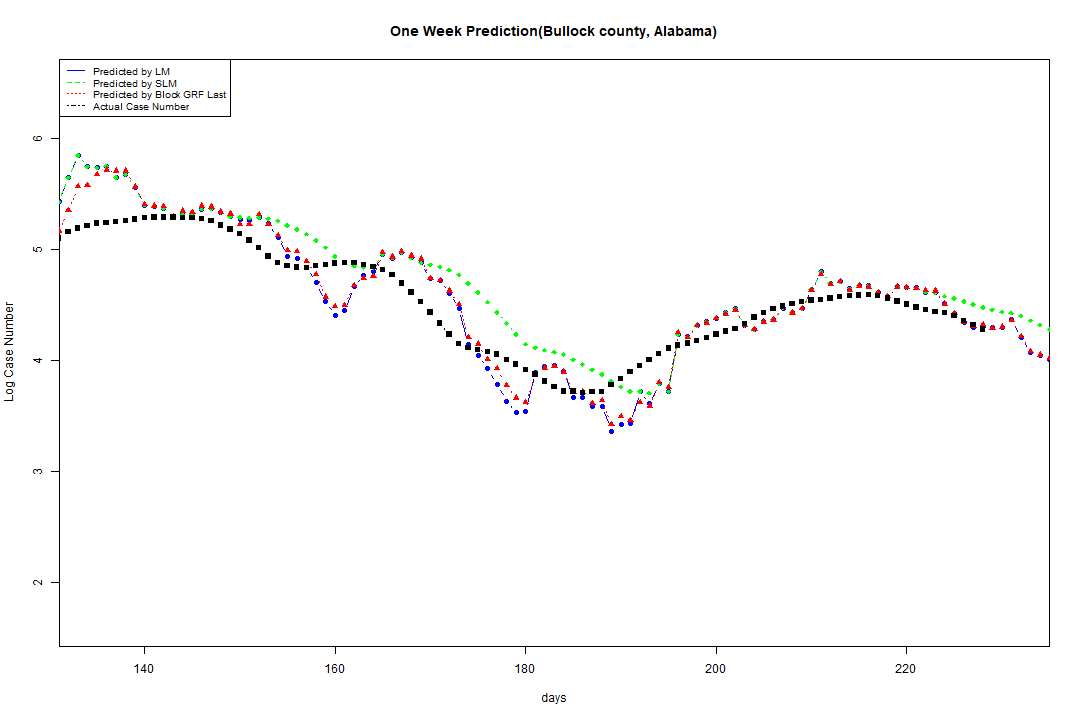 One Week Prediction(Bullock county, Alabama)
Predicted by LM
Predicted by SLM
Predicted by Block GRF Last
Actual Case Number
6
5
4
3
2
Log Case Number
140 160 180 200 220
days